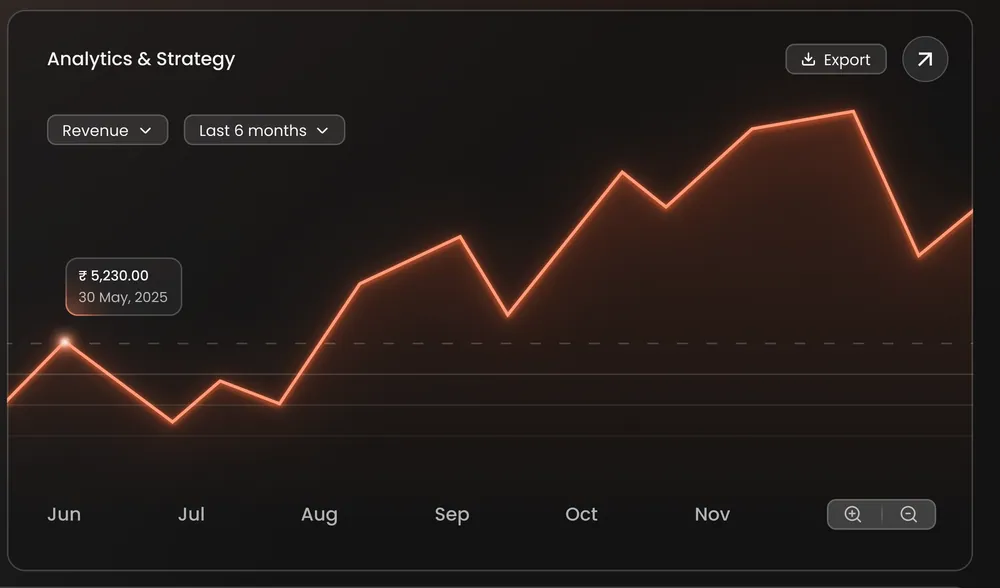 Analytics & Strategy
Export
Revenue
Last 6 months
₹ 5,230.00
30 May, 2025
Jun Jul Aug Sep Oct Nov